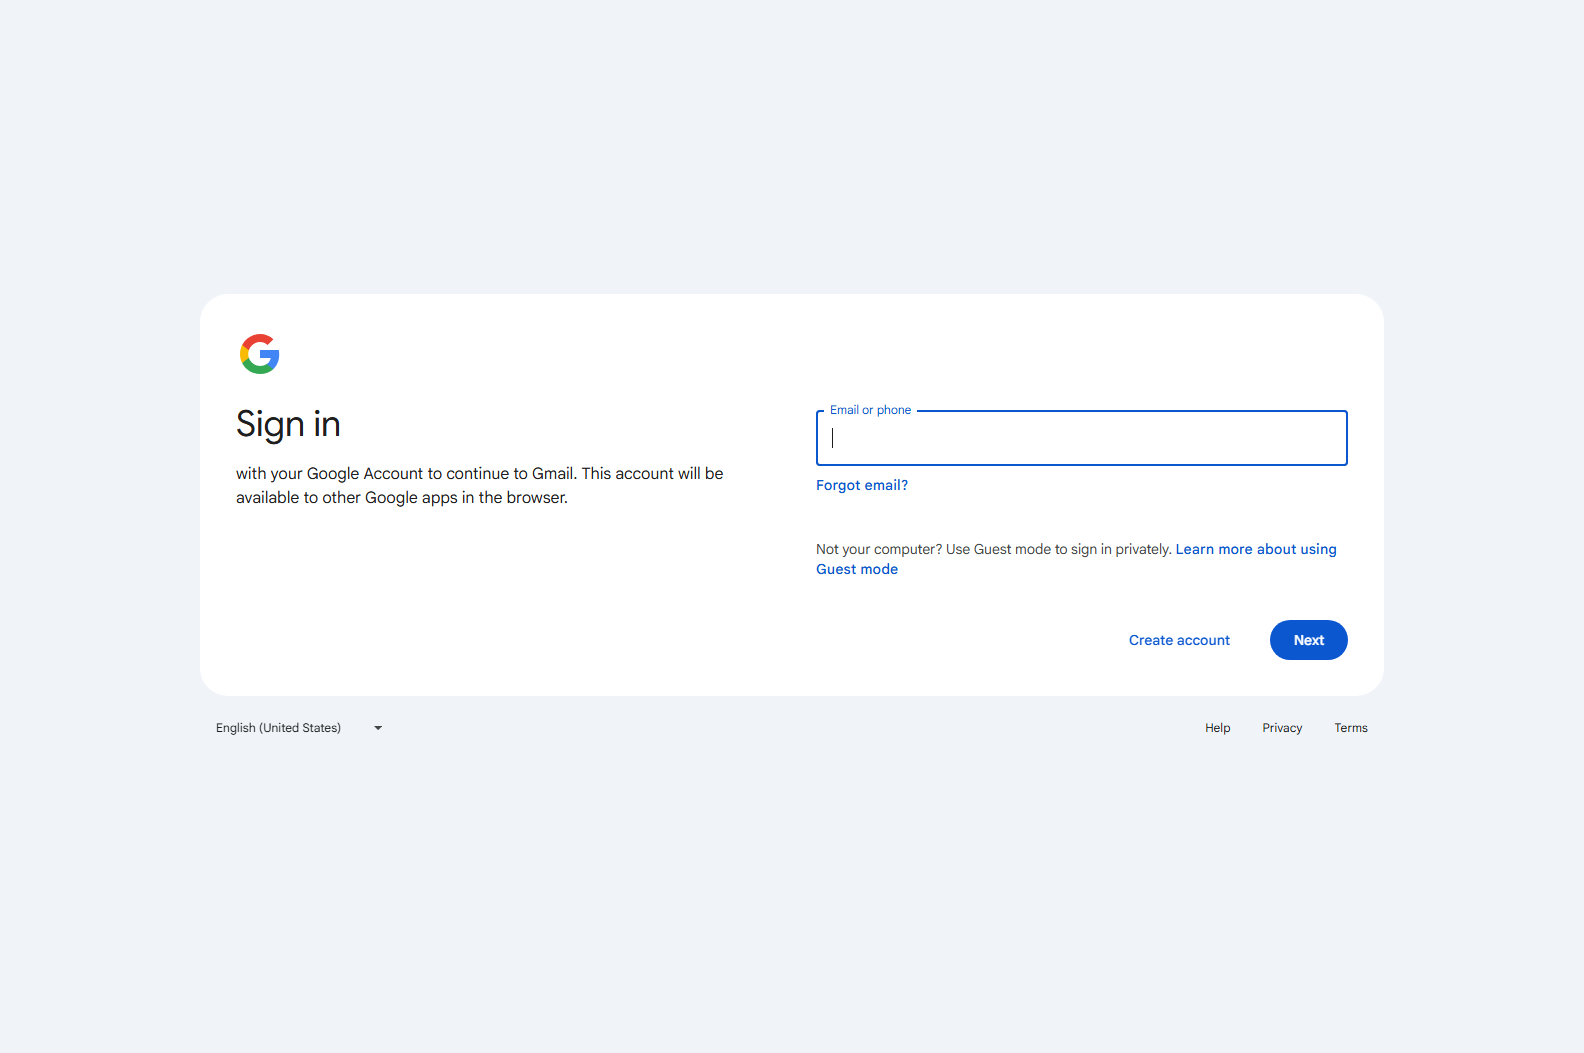 Sign in
with your Google Account to continue to Gmail. This account will be
available to other Google apps in the browser.
Email or phone
Forgot email?
Not your computer? Use Guest mode to sign in privately. Learn more about using
Guest mode
Create account
Next
English (United States)
Help
Privacy
Terms